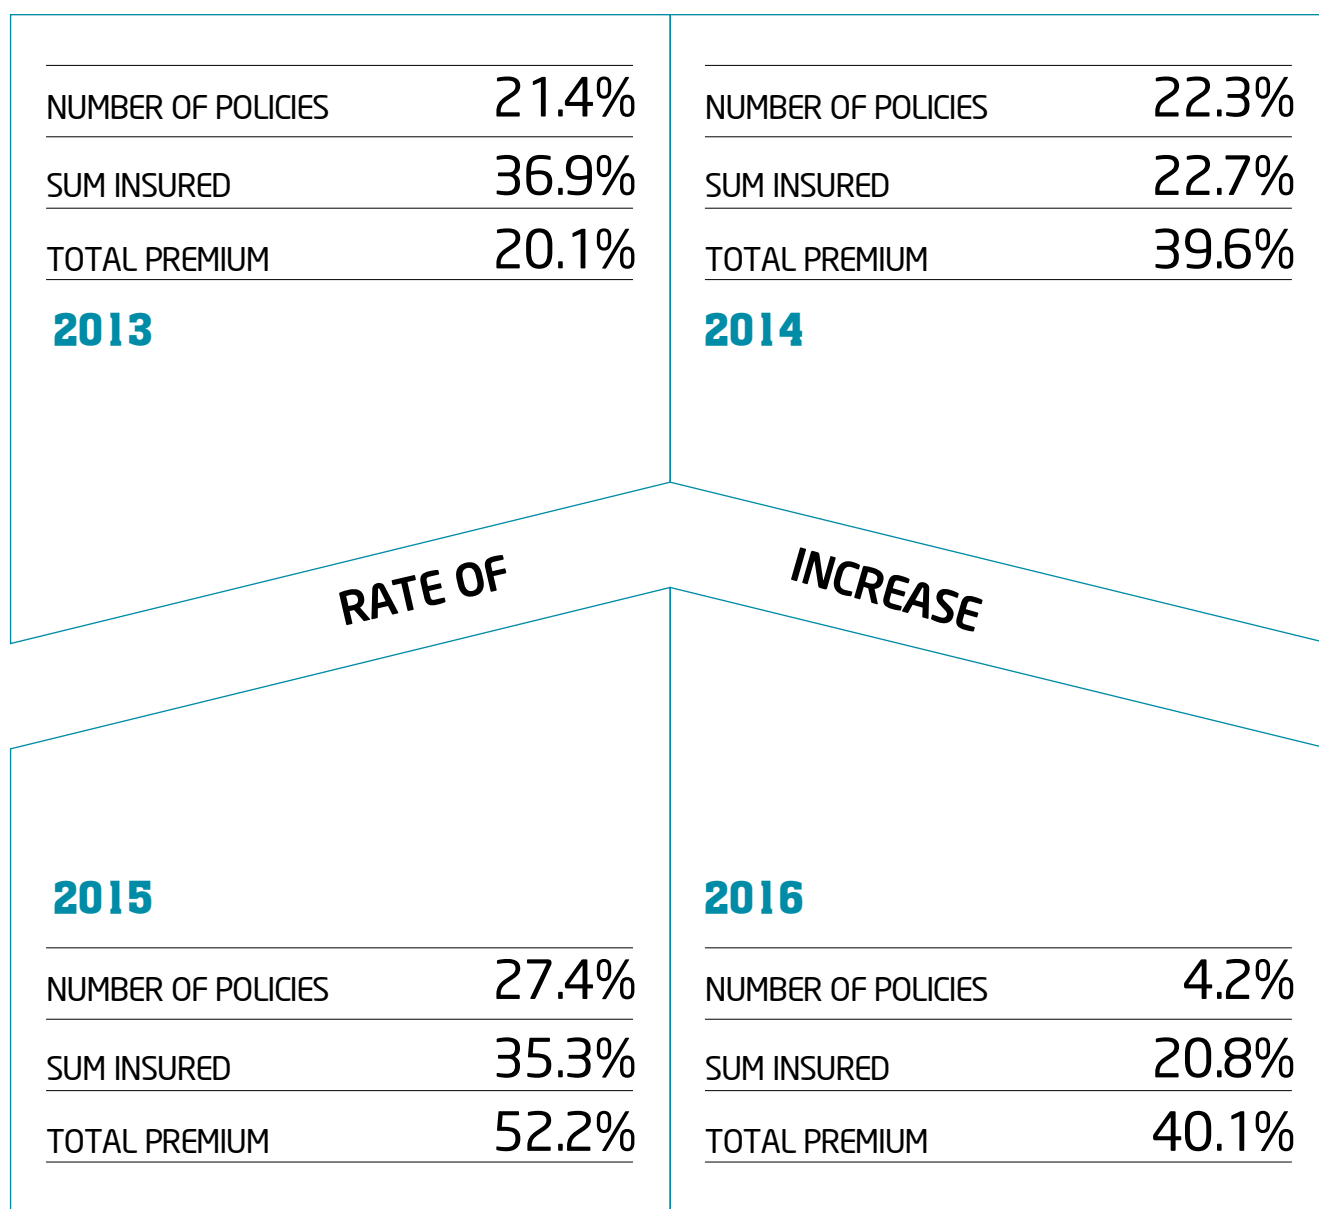 NUMBER OF POLICIES 21.4%
SUM INSURED 36.9%
TOTAL PREMIUM 20.1%
2013
NUMBER OF POLICIES 22.3%
SUM INSURED 22.7%
TOTAL PREMIUM 39.6%
2014
RATE OF INCREASE
2015
NUMBER OF POLICIES 27.4%
SUM INSURED 35.3%
TOTAL PREMIUM 52.2%
2016
NUMBER OF POLICIES 4.2%
SUM INSURED 20.8%
TOTAL PREMIUM 40.1%